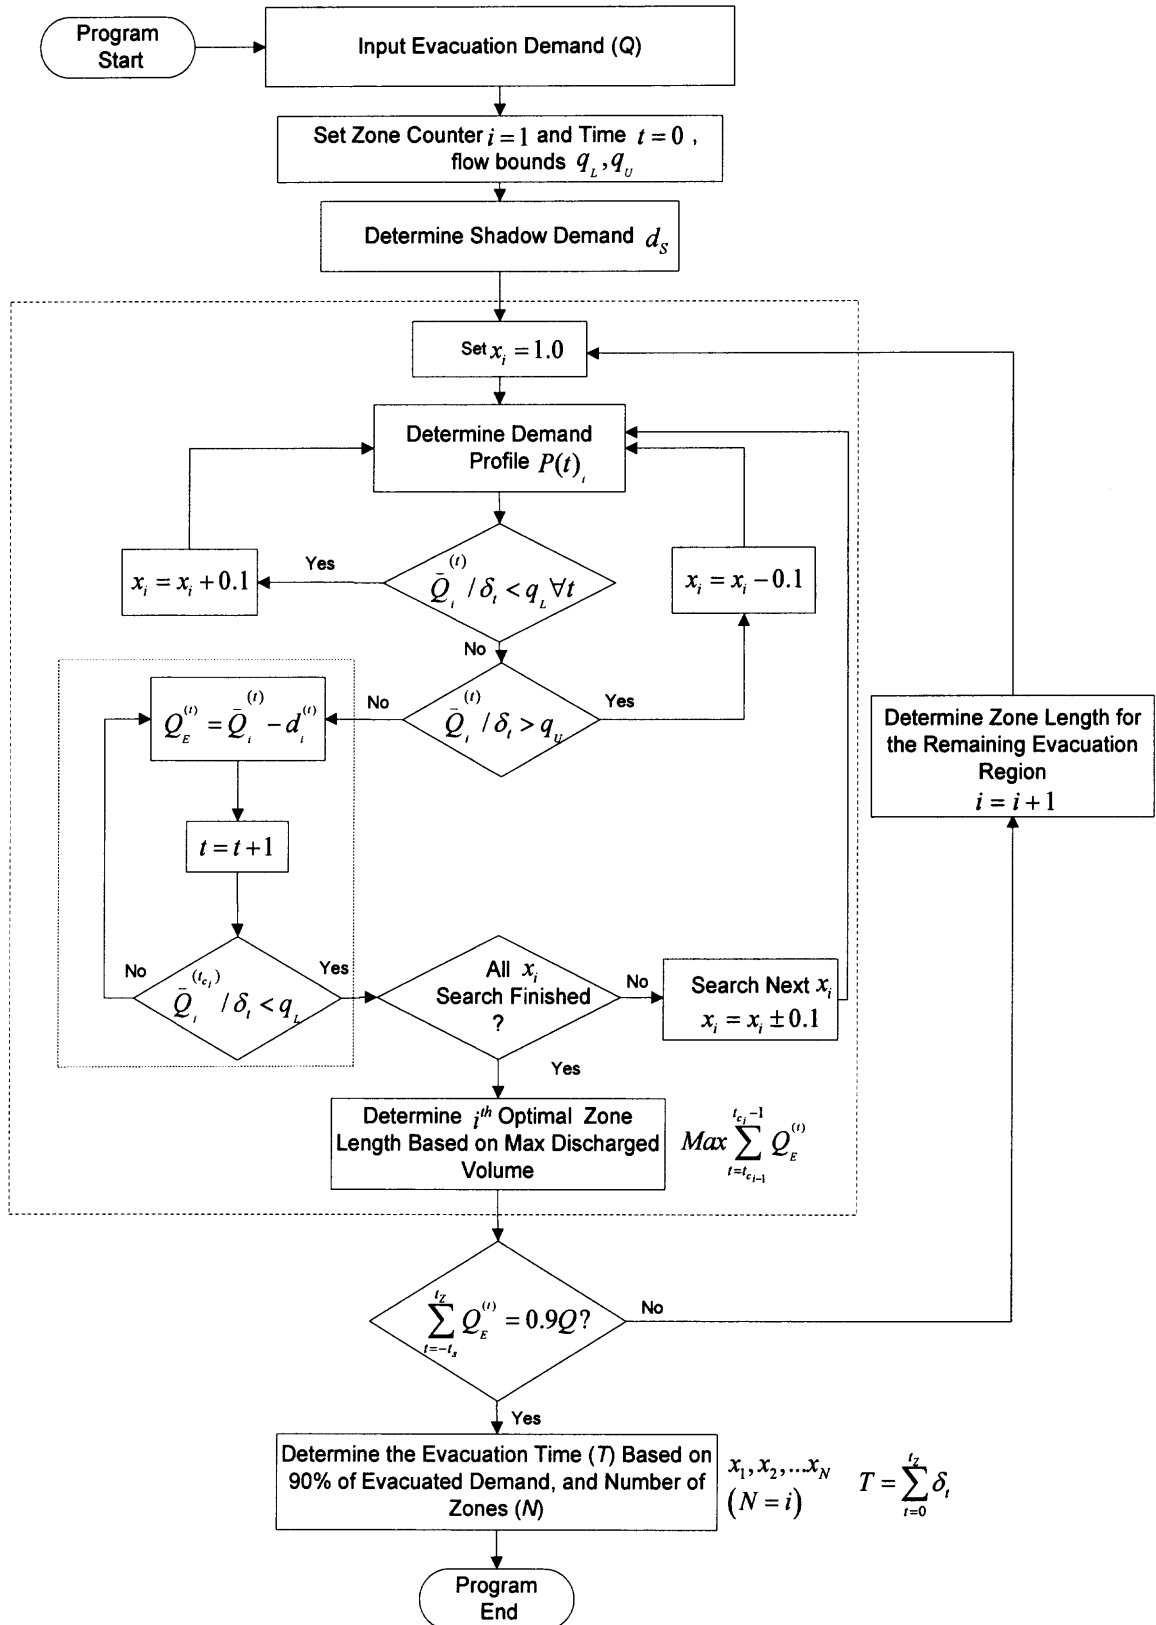 Program
Start
Input Evacuation Demand (Q)
Set Zone Counter i = 1 and Time t = 0 ,
flow bounds q_L , q_U
Determine Shadow Demand d_S
Set x_i = 1.0
Determine Demand
Profile P(t)_i
x_i = x_i + 0.1
Yes
Q̄_i^(t) / δ_t < q_L ∀t
x_i = x_i − 0.1
No
Q_E^(t) = Q̄_i^(t) − d_i^(t)
No
Q̄_i^(t) / δ_t > q_U
Yes
Determine Zone Length for
the Remaining Evacuation
Region
i = i + 1
t = t + 1
No
Q̄_i^(t_{c_i}) / δ_t < q_L
Yes
All x_i
Search Finished
?
No
Search Next x_i
x_i = x_i ± 0.1
Yes
Determine i^th Optimal Zone
Length Based on Max Discharged
Volume
Max ∑_{t=t_{c_{i-1}}}^{t_{c_i}-1} Q_E^(t)
∑_{t=-t_s}^{t_Z} Q_E^(t) = 0.9Q?
No
Yes
Determine the Evacuation Time (T) Based on
90% of Evacuated Demand, and Number of
Zones (N)
x_1, x_2, ...x_N
(N = i)
T = ∑_{t=0}^{t_Z} δ_t
Program
End